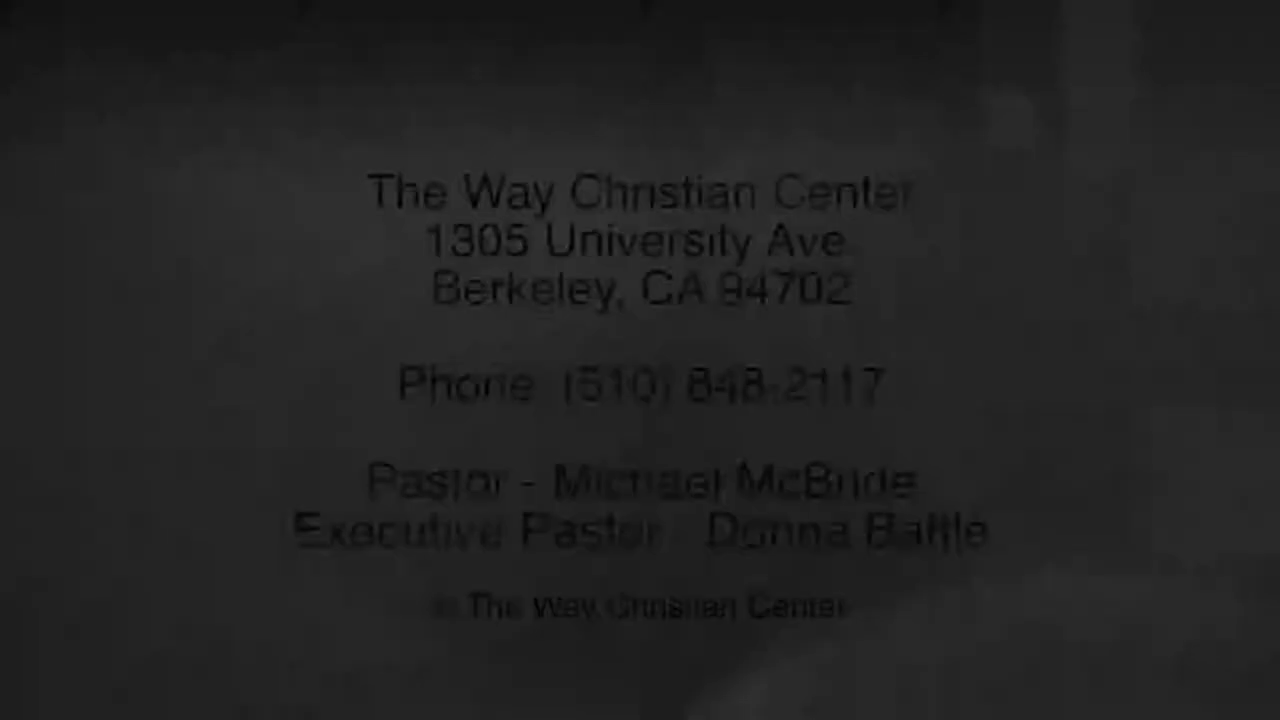 The Way Christian Center
1305 University Ave.
Berkeley, CA 94702
Phone: (510) 848-2117
Pastor - Michael McBride
Executive Pastor - Donna Battle
© The Way Christian Center